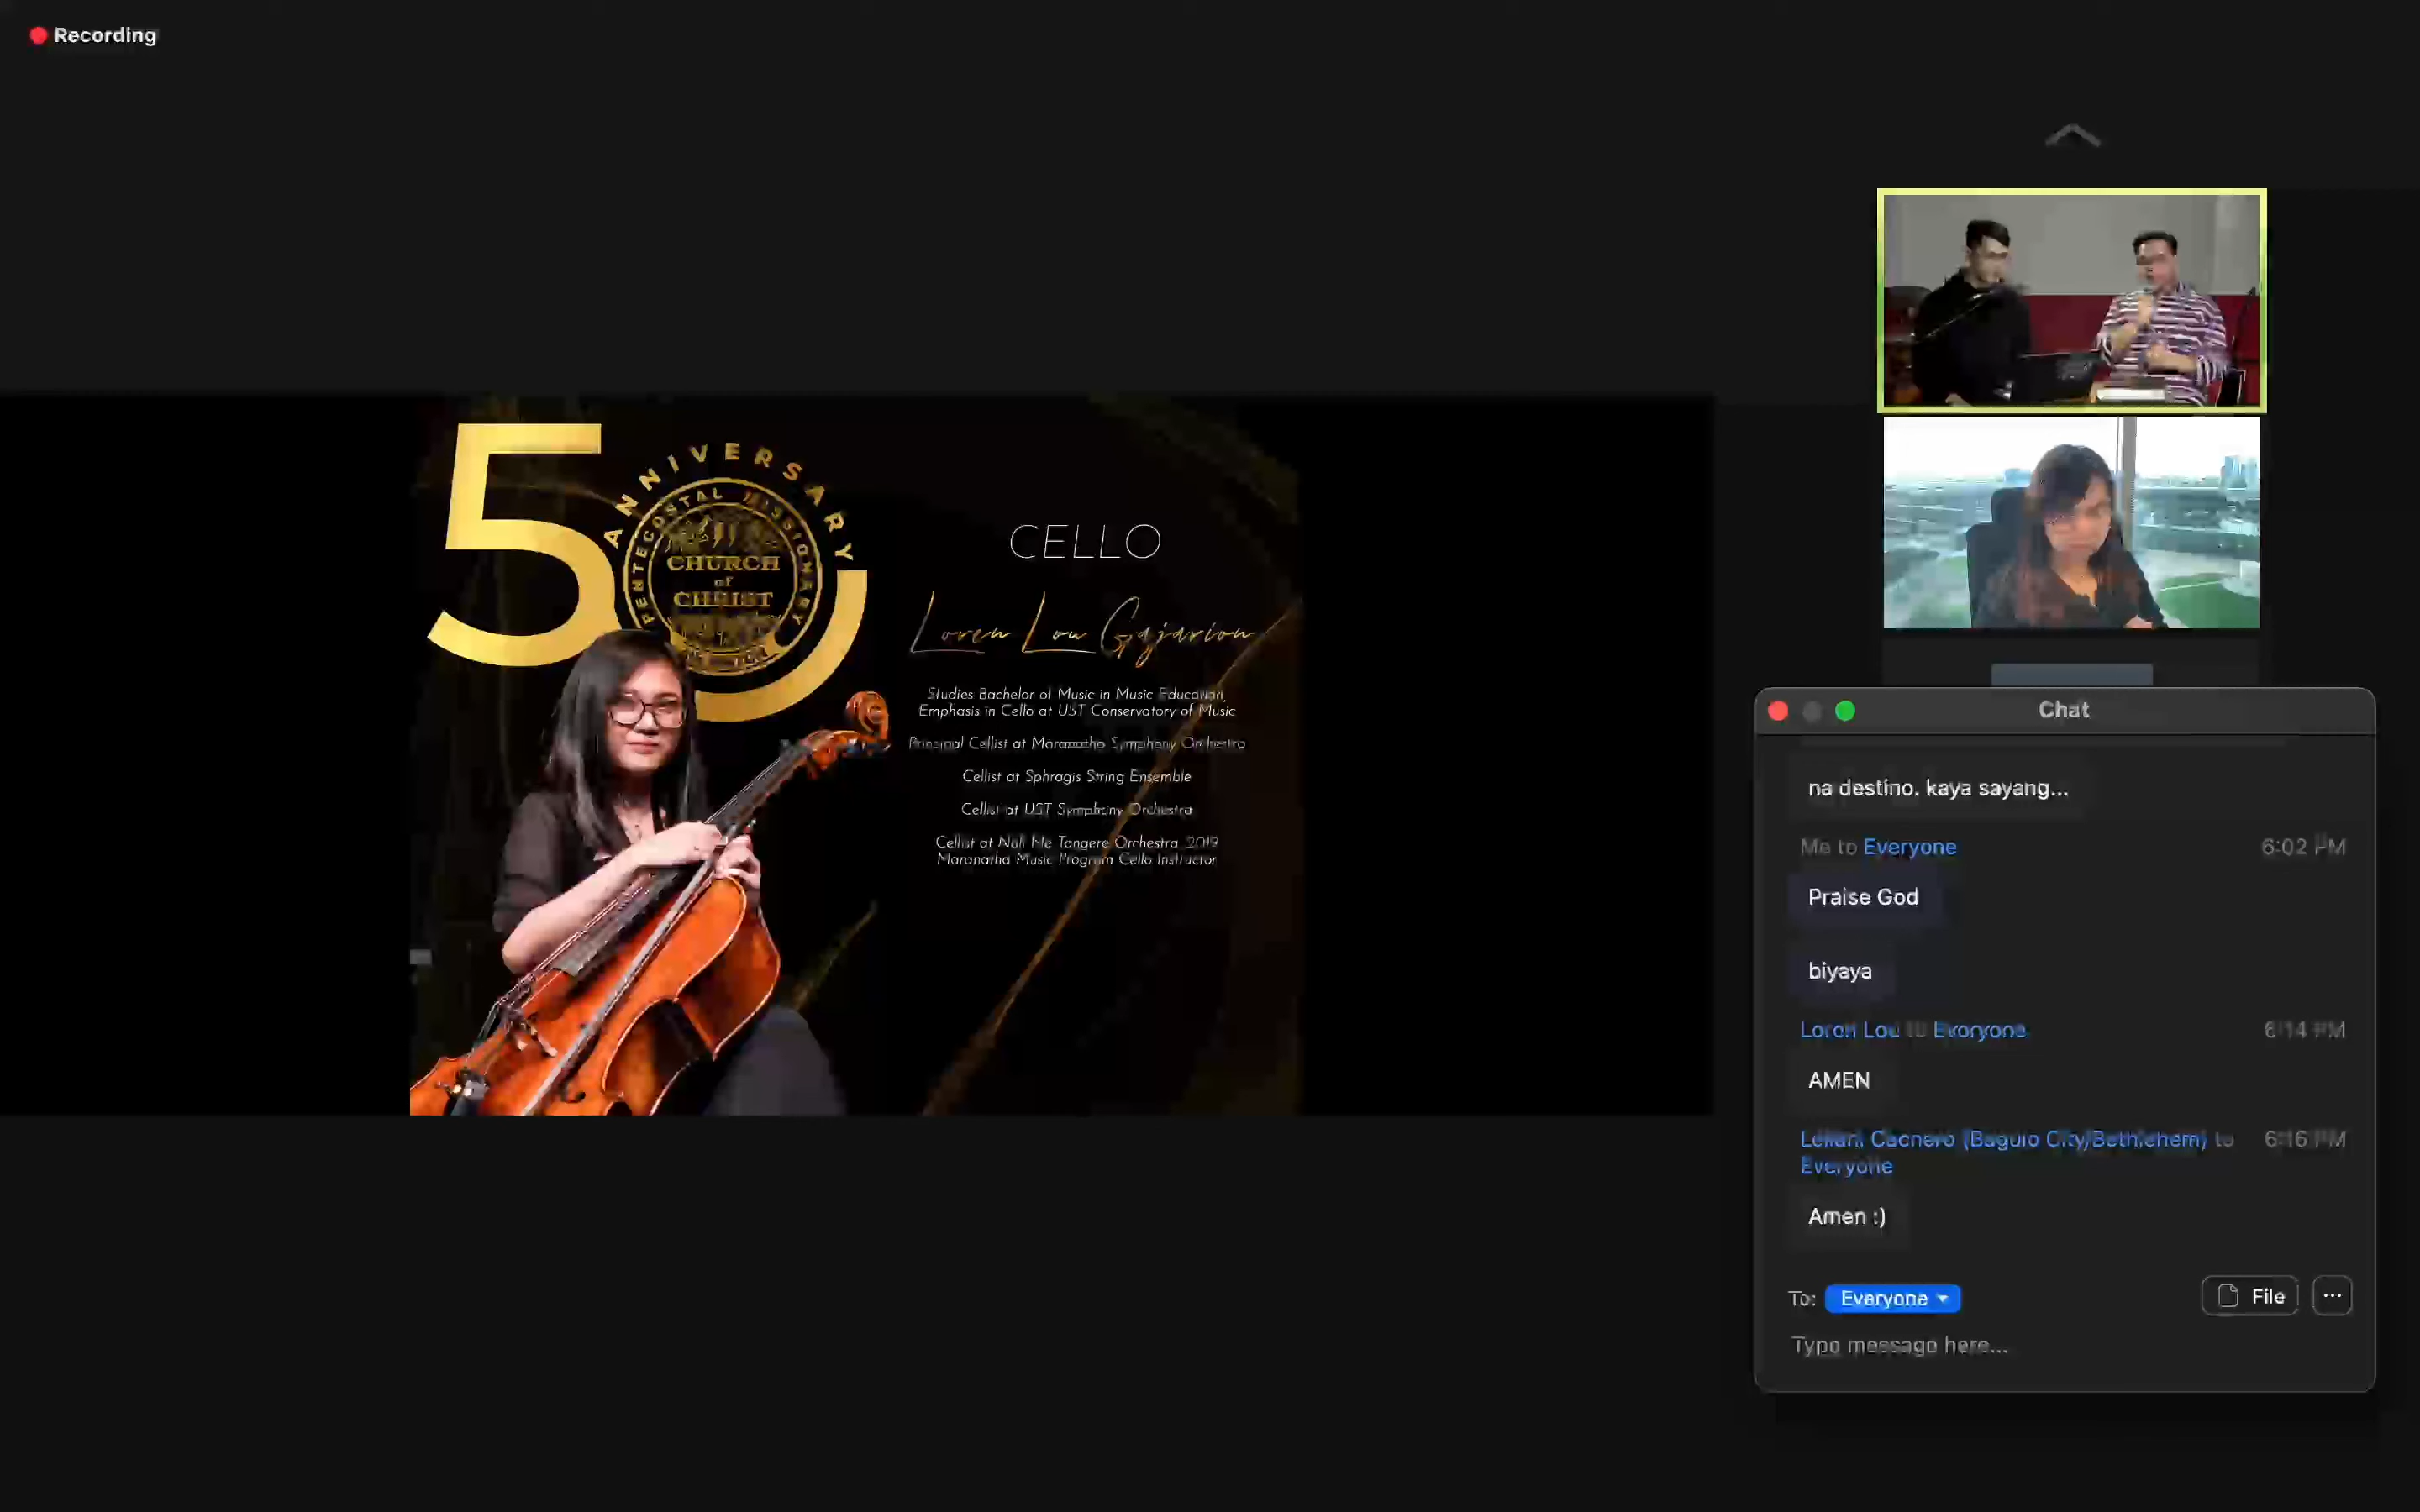 Recording
50
ANNIVERSARY
PENTECOSTAL MISSIONARY
CHURCH
of
CHRIST
CELLO
Loren Lou Gajarion
Studies Bachelor of Music in Music Education,
Emphasis in Cello at UST Conservatory of Music
Principal Cellist at Maranatha Symphony Orchestra
Cellist at Sphragis String Ensemble
Cellist at UST Symphony Orchestra
Cellist at Noli Me Tangere Orchestra 2019
Maranatha Music Program Cello Instructor
Chat
na destino. kaya sayang...
Me to Everyone 6:02 PM
Praise God
biyaya
Loren Lou to Everyone 6:14 PM
AMEN
(Baguio City/Bethlehem) to 6:16 PM
Everyone
Amen :)
To: Everyone File ...
Type message here...